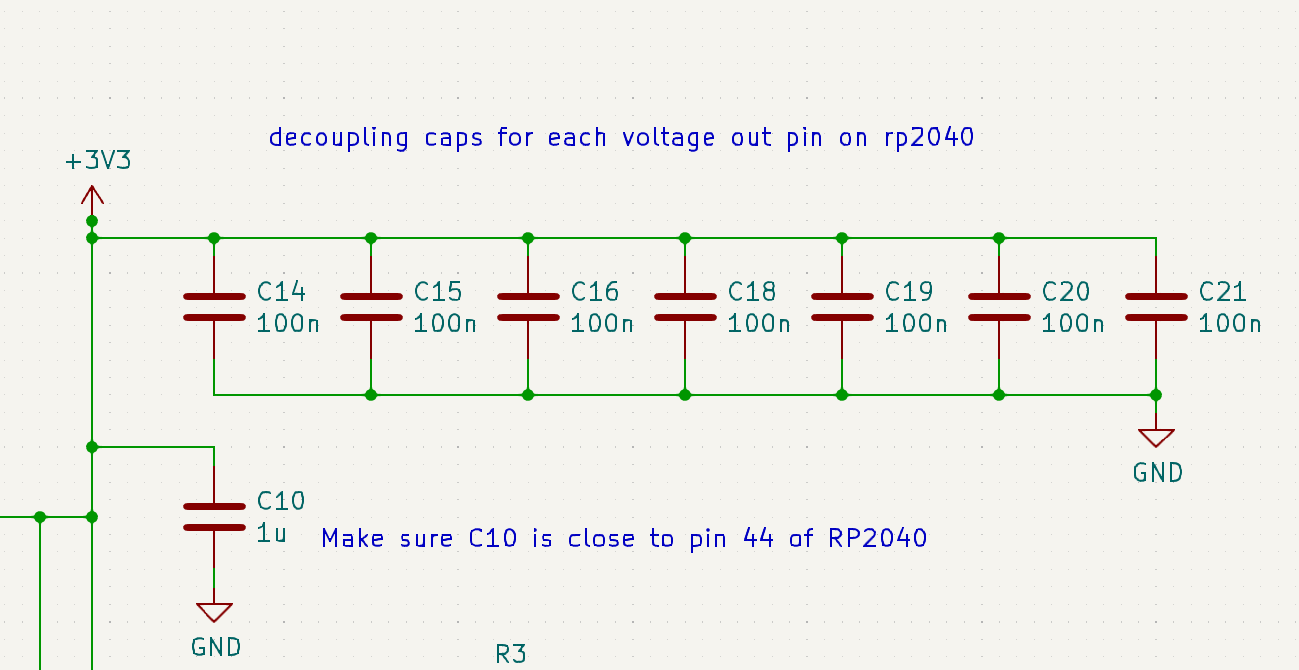 decoupling caps for each voltage out pin on rp2040
+3V3
C14 C15 C16 C18 C19 C20 C21
100n 100n 100n 100n 100n 100n 100n
GND
C10
1u
Make sure C10 is close to pin 44 of RP2040
GND
R3